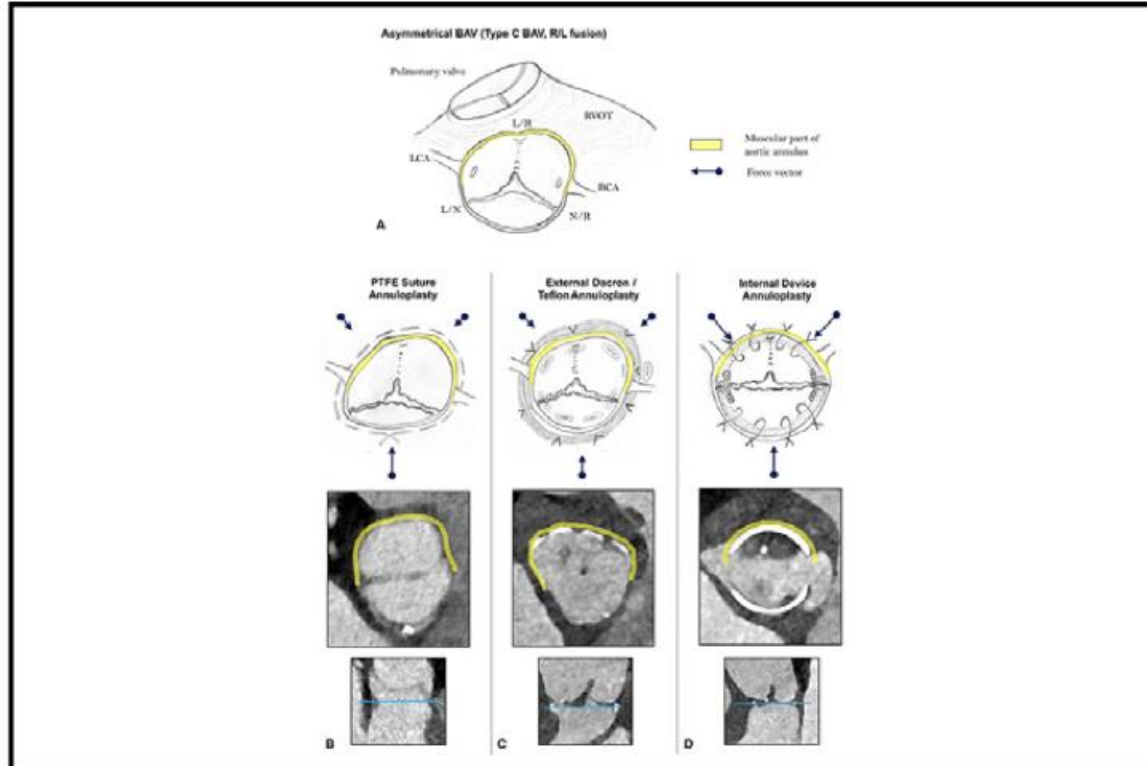 Asymmetrical BAV (Type C BAV, R/L fusion)
Pulmonary valve
L/R
RVOT
LCA
RCA
L/N
N/R
A
Muscular part of
aortic annulus
Force vector
PTFE Suture
Annuloplasty
External Dacron /
Teflon Annuloplasty
Internal Device
Annuloplasty
B
C
D